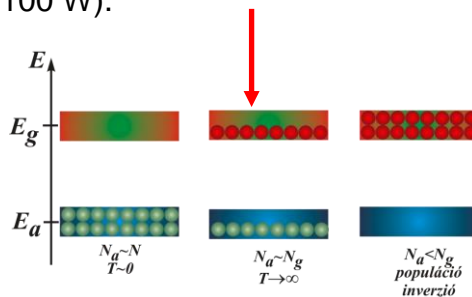 100 W).
E
E_g
E_a
N_a~N
T~0
N_a~N_g
T→∞
N_a<N_g
populáció
inverzió